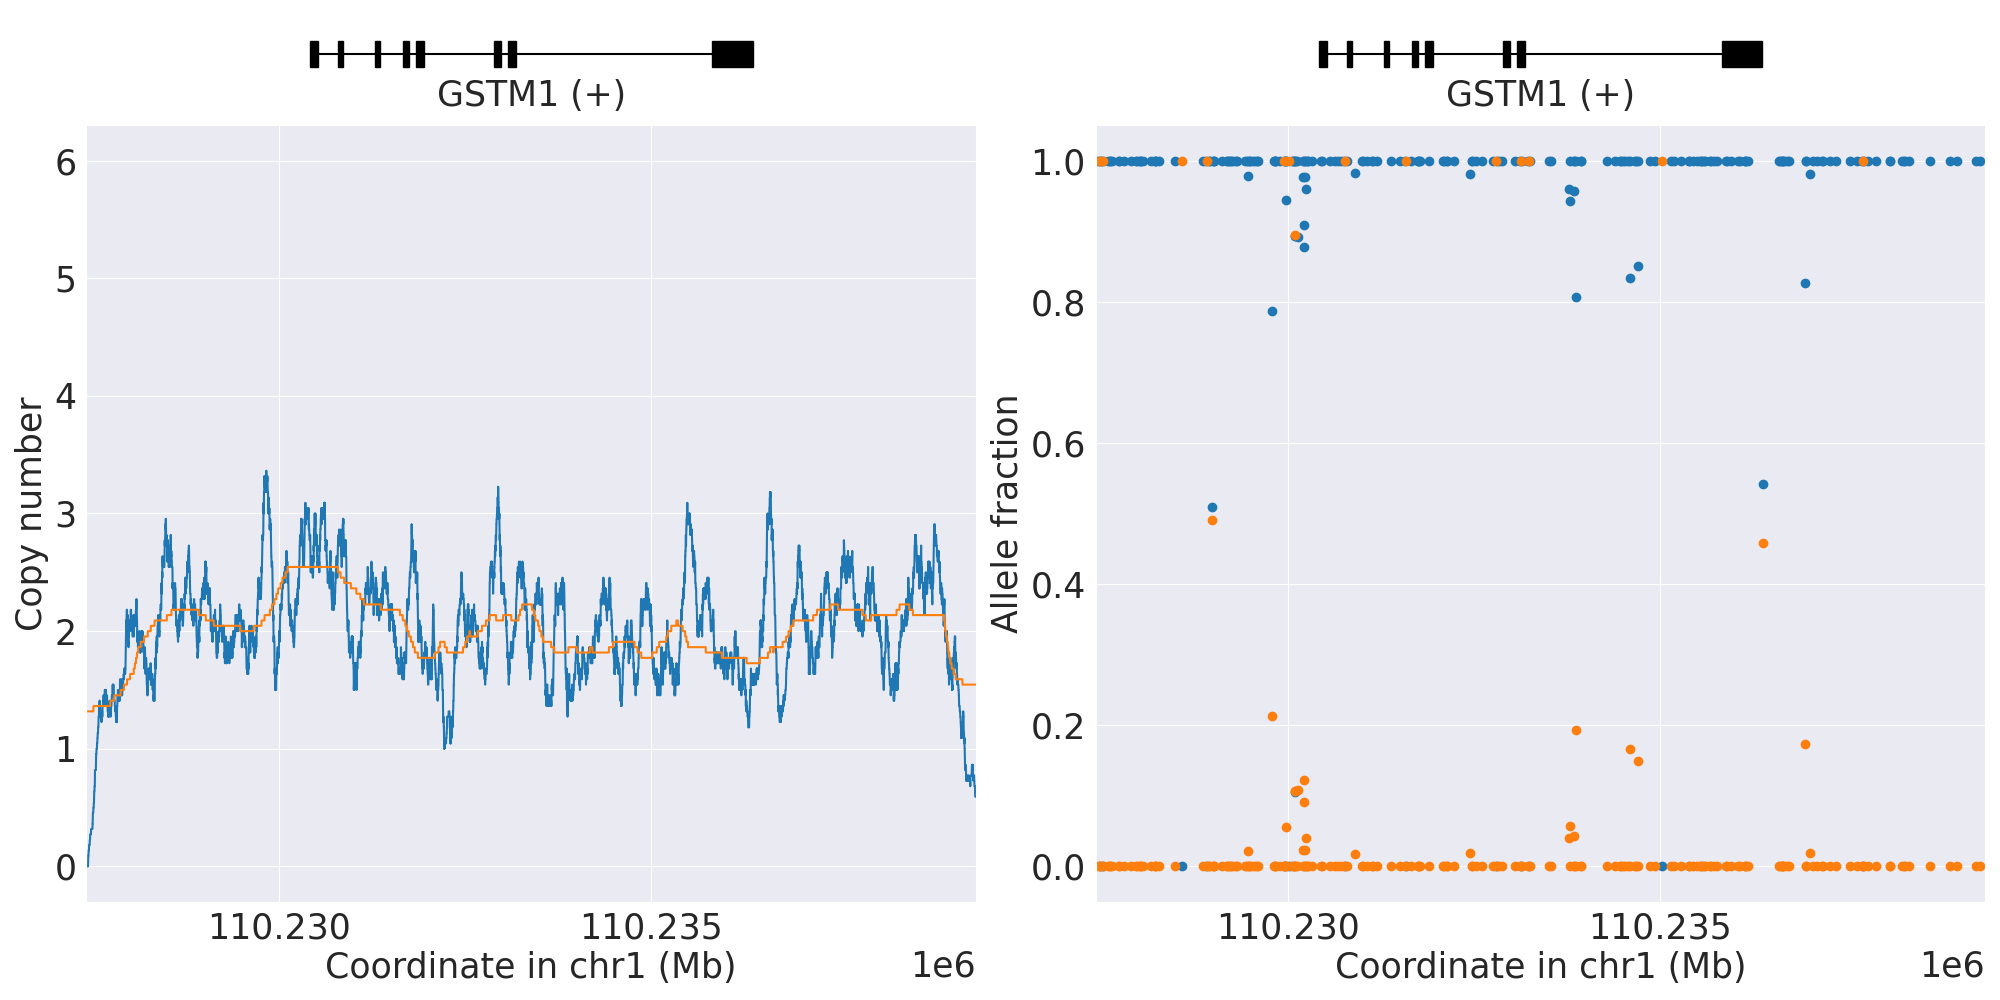 GSTM1 (+)
6
5
4
3
2
1
0
Copy number
110.230
110.235
Coordinate in chr1 (Mb)
1e6
GSTM1 (+)
1.0
0.8
0.6
0.4
0.2
0.0
Allele fraction
110.230
110.235
Coordinate in chr1 (Mb)
1e6